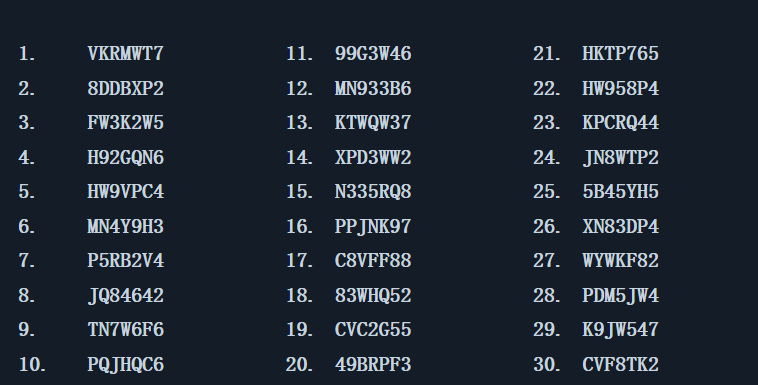 1. VKRMWT7
2. 8DDBXP2
3. FW3K2W5
4. H92GQN6
5. HW9VPC4
6. MN4Y9H3
7. P5RB2V4
8. JQ84642
9. TN7W6F6
10. PQJHQC6
11. 99G3W46
12. MN933B6
13. KTWQW37
14. XPD3WW2
15. N335RQ8
16. PPJNK97
17. C8VFF88
18. 83WHQ52
19. CVC2G55
20. 49BRPF3
21. HKTP765
22. HW958P4
23. KPCRQ44
24. JN8WTP2
25. 5B45YH5
26. XN83DP4
27. WYWKF82
28. PDM5JW4
29. K9JW547
30. CVF8TK2